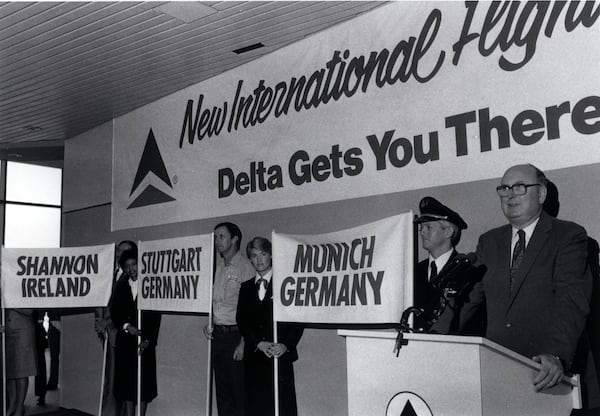 New International Flight
Delta Gets You There
®
SHANNON
IRELAND
STUTTGART
GERMANY
MUNICH
GERMANY